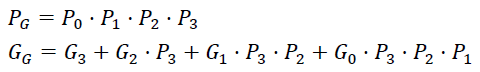 P_G = P_0 · P_1 · P_2 · P_3
G_G = G_3 + G_2 · P_3 + G_1 · P_3 · P_2 + G_0 · P_3 · P_2 · P_1